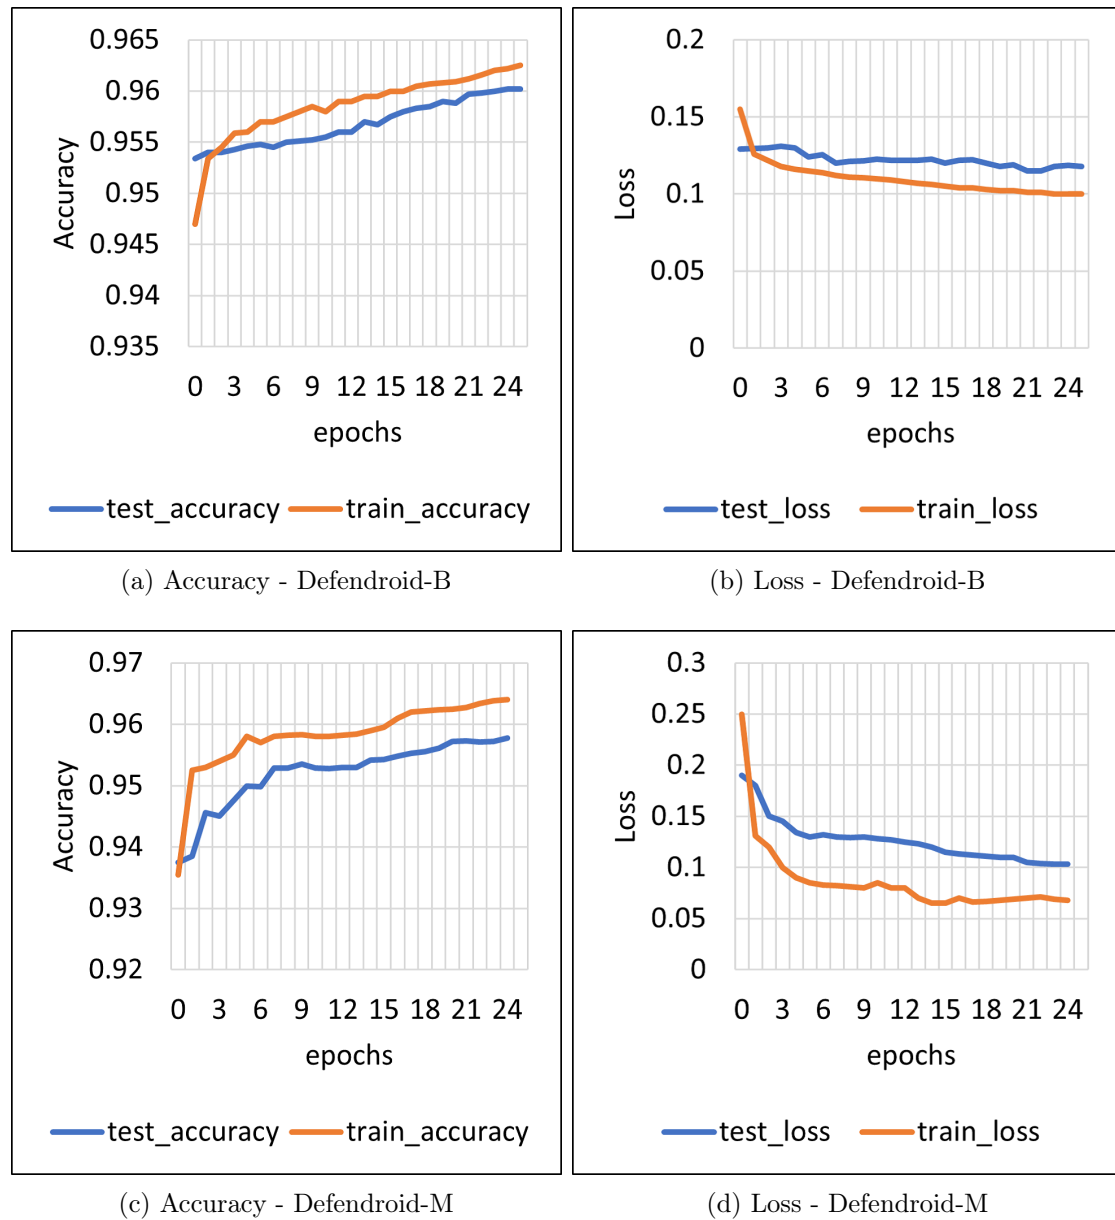 0.965
0.96
0.955
0.95
0.945
0.94
0.935
Accuracy
0 3 6 9 12 15 18 21 24
epochs
test_accuracy train_accuracy
(a) Accuracy - Defendroid-B
0.2
0.15
0.1
0.05
0
Loss
0 3 6 9 12 15 18 21 24
epochs
test_loss train_loss
(b) Loss - Defendroid-B
0.97
0.96
0.95
0.94
0.93
0.92
Accuracy
0 3 6 9 12 15 18 21 24
epochs
test_accuracy train_accuracy
(c) Accuracy - Defendroid-M
0.3
0.25
0.2
0.15
0.1
0.05
0
Loss
0 3 6 9 12 15 18 21 24
epochs
test_loss train_loss
(d) Loss - Defendroid-M